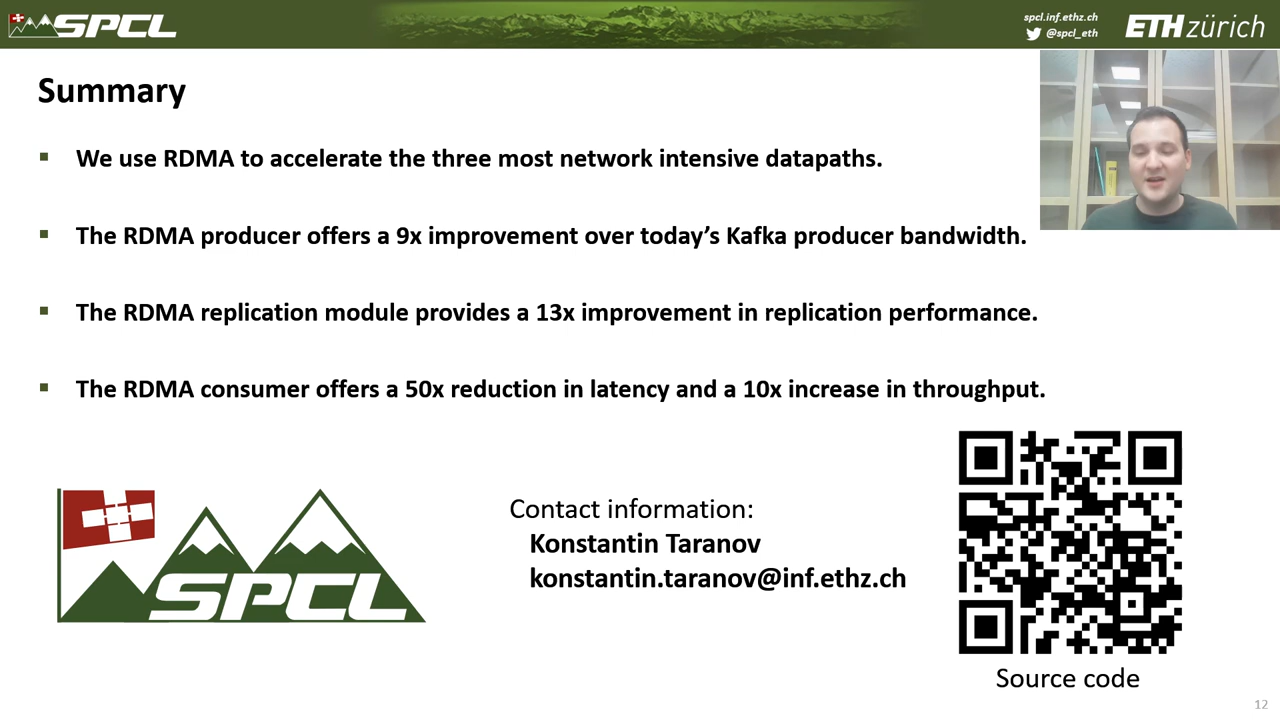 SPCL
spcl.inf.ethz.ch
@spcl_eth
ETH zürich
Summary
We use RDMA to accelerate the three most network intensive datapaths.
The RDMA producer offers a 9x improvement over today’s Kafka producer bandwidth.
The RDMA replication module provides a 13x improvement in replication performance.
The RDMA consumer offers a 50x reduction in latency and a 10x increase in throughput.
SPCL
Contact information:
Konstantin Taranov
konstantin.taranov@inf.ethz.ch
Source code
12